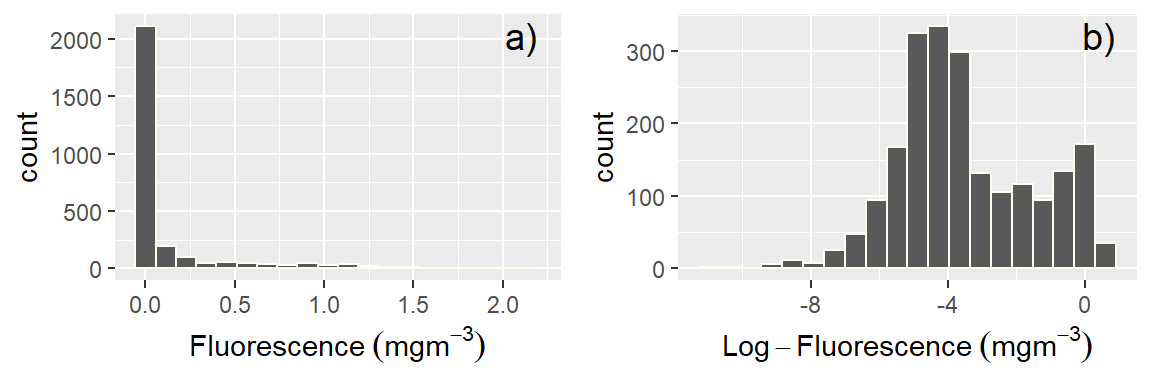 a)
count
2000
1500
1000
500
0
0.0 0.5 1.0 1.5 2.0
Fluorescence (mgm⁻³)
b)
count
300
200
100
0
-8 -4 0
Log − Fluorescence (mgm⁻³)